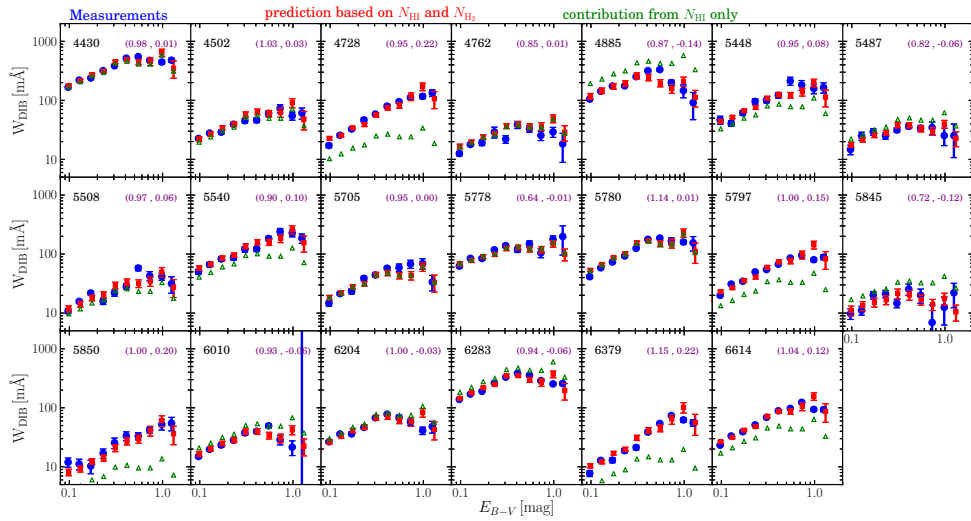 Measurements prediction based on N_HI and N_H2 contribution from N_HI only
4430 (0.98 , 0.01) 4502 (1.03 , 0.03) 4728 (0.95 , 0.22) 4762 (0.85 , 0.01) 4885 (0.87 , -0.14) 5448 (0.95 , 0.08) 5487 (0.82 , -0.06)
1000
100
10
W_DIB [mÅ]
5508 (0.97 , 0.06) 5540 (0.90 , 0.10) 5705 (0.95 , 0.00) 5778 (0.64 , -0.01) 5780 (1.14 , 0.01) 5797 (1.00 , 0.15) 5845 (0.72 , -0.12)
1000
100
10
W_DIB [mÅ]
0.1 1.0
5850 (1.00 , 0.20) 6010 (0.93 , -0.06) 6204 (1.00 , -0.03) 6283 (0.94 , -0.06) 6379 (1.15 , 0.22) 6614 (1.04 , 0.12)
1000
100
10
W_DIB [mÅ]
0.1 1.0 0.1 1.0 0.1 1.0 0.1 1.0 0.1 1.0 0.1 1.0
E_B−V [mag]